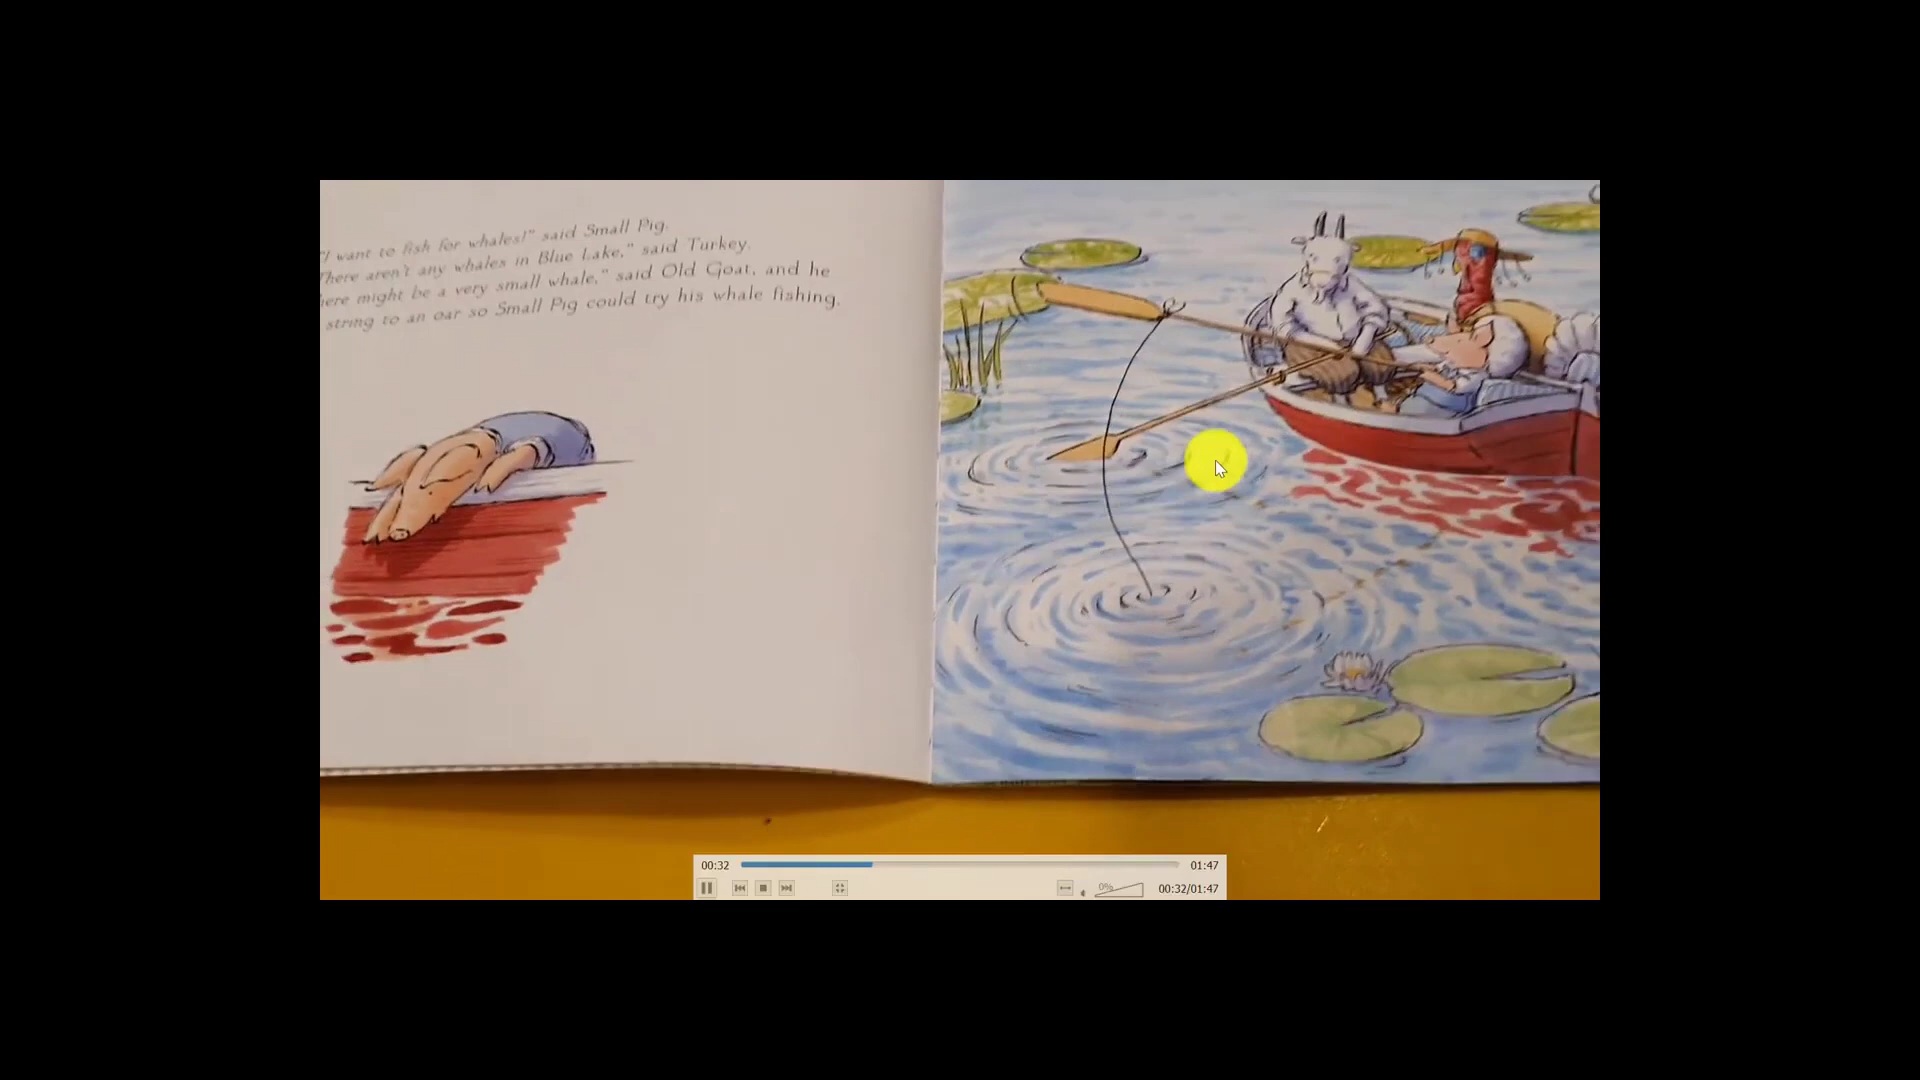 "I want to fish for whales!" said Small Pig.
There aren't any whales in Blue Lake," said Turkey.
here might be a very small whale," said Old Goat, and he
string to an oar so Small Pig could try his whale fishing.
00:32
01:47
0%
00:32/01:47